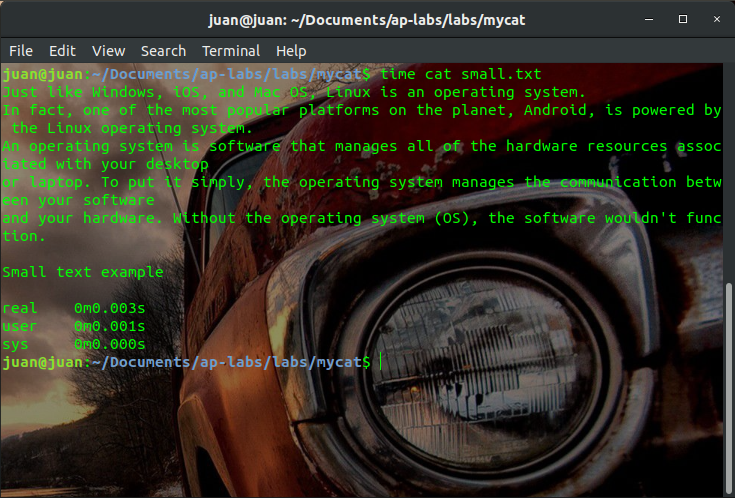 juan@juan: ~/Documents/ap-labs/labs/mycat
File Edit View Search Terminal Help
juan@juan:~/Documents/ap-labs/labs/mycat$ time cat small.txt
Just like Windows, iOS, and Mac OS, Linux is an operating system.
In fact, one of the most popular platforms on the planet, Android, is powered by
 the Linux operating system.
An operating system is software that manages all of the hardware resources assoc
iated with your desktop
or laptop. To put it simply, the operating system manages the communication betw
een your software
and your hardware. Without the operating system (OS), the software wouldn't func
tion.

Small text example

real    0m0.003s
user    0m0.001s
sys     0m0.000s
juan@juan:~/Documents/ap-labs/labs/mycat$